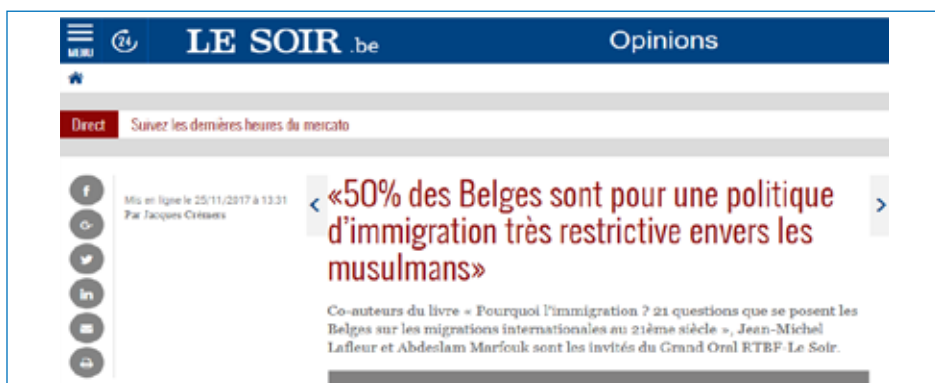 MENU 24 LE SOIR .be Opinions
Direct Suivez les dernières heures du mercato
Mis en ligne le 25/11/2017 à 13:31
Par Jacques Crémers
«50% des Belges sont pour une politique
d'immigration très restrictive envers les
musulmans»
Co-auteurs du livre « Pourquoi l'immigration ? 21 questions que se posent les
Belges sur les migrations internationales au 21ème siècle », Jean-Michel
Lafleur et Abdeslam Marfouk sont les invités du Grand Oral RTBF-Le Soir.